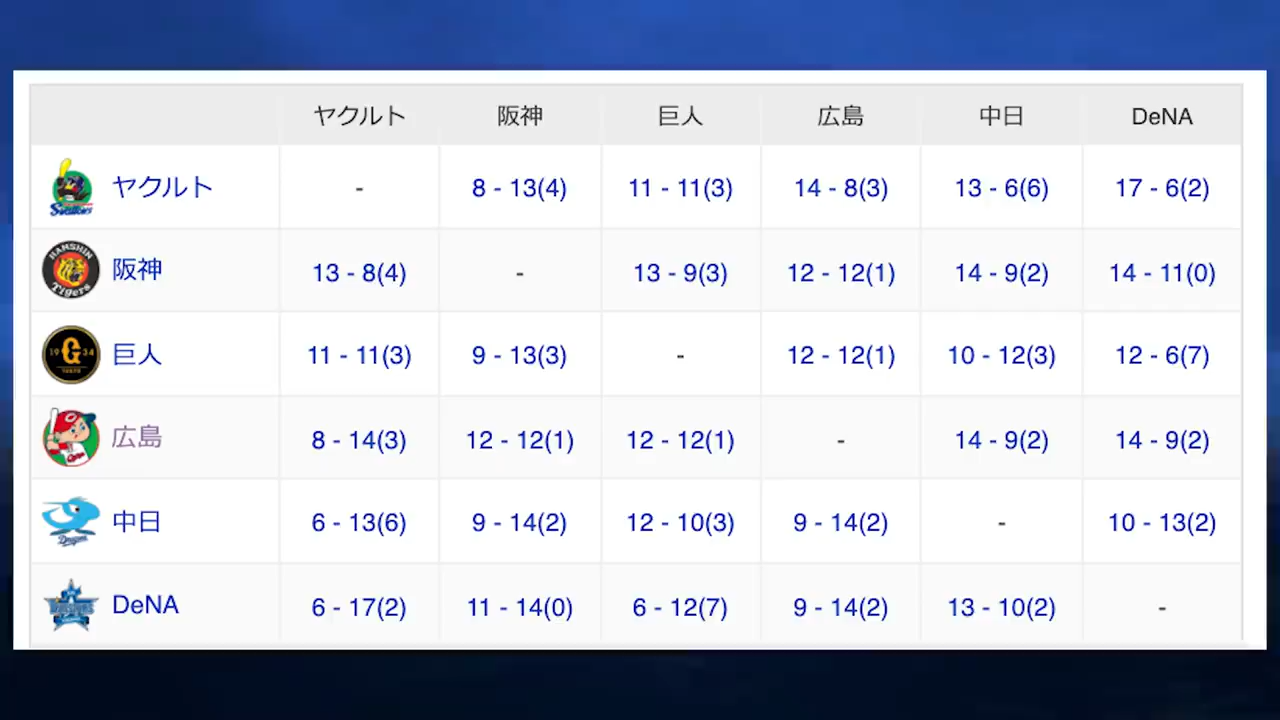 ヤクルト 阪神 巨人 広島 中日 DeNA
Swallows ヤクルト - 8 - 13(4) 11 - 11(3) 14 - 8(3) 13 - 6(6) 17 - 6(2)
HANSHIN Tigers 阪神 13 - 8(4) - 13 - 9(3) 12 - 12(1) 14 - 9(2) 14 - 11(0)
19 G 34 巨人 11 - 11(3) 9 - 13(3) - 12 - 12(1) 10 - 12(3) 12 - 6(7)
広島 8 - 14(3) 12 - 12(1) 12 - 12(1) - 14 - 9(2) 14 - 9(2)
Dragons 中日 6 - 13(6) 9 - 14(2) 12 - 10(3) 9 - 14(2) - 10 - 13(2)
DeNA 6 - 17(2) 11 - 14(0) 6 - 12(7) 9 - 14(2) 13 - 10(2) -